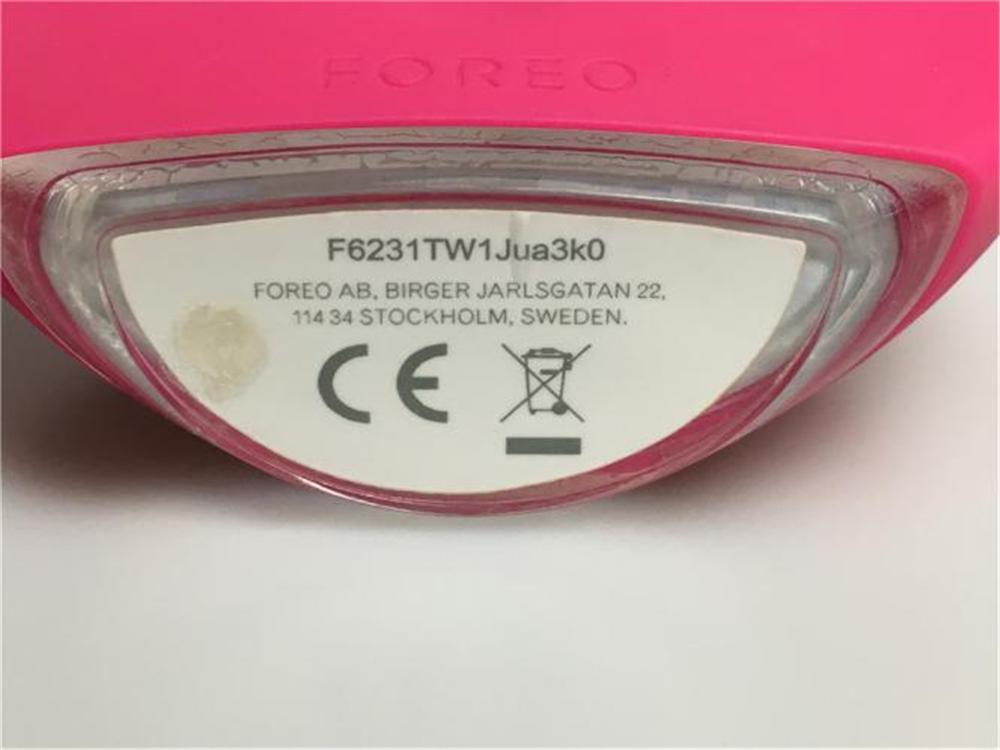 FOREO
F6231TW1Jua3k0
FOREO AB, BIRGER JARLSGATAN 22,
114 34 STOCKHOLM, SWEDEN.
CE